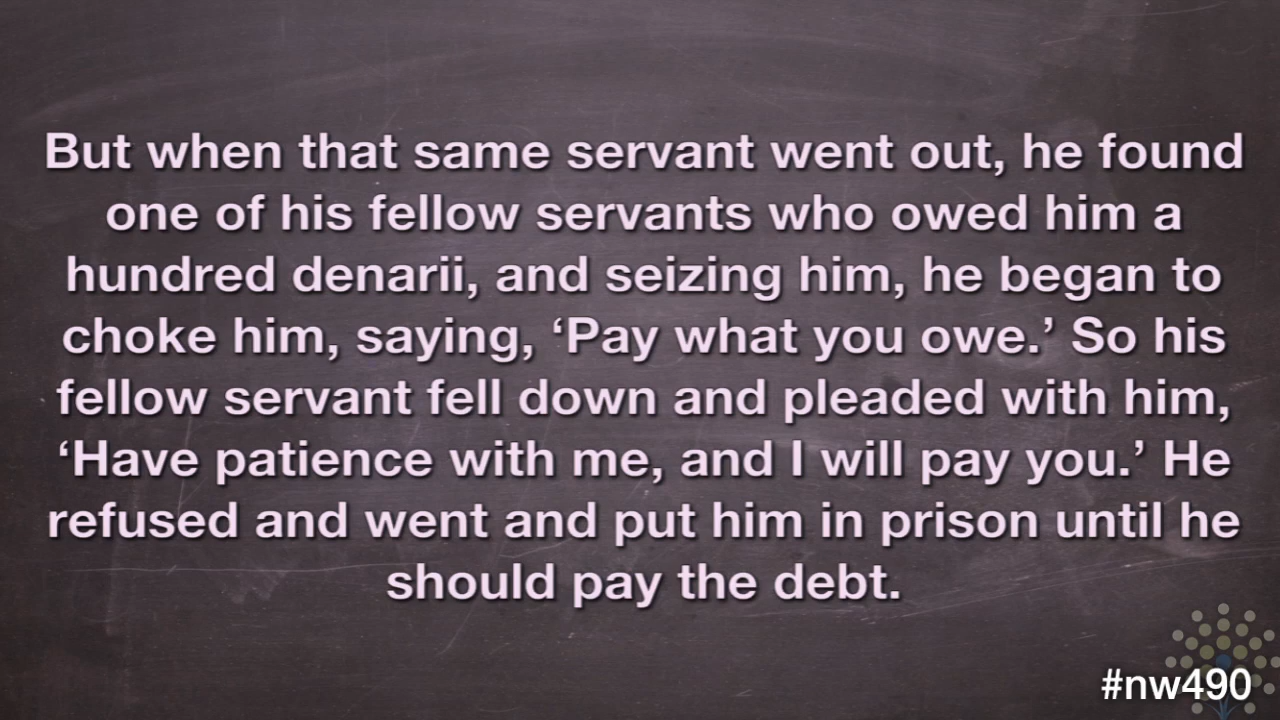 But when that same servant went out, he found
one of his fellow servants who owed him a
hundred denarii, and seizing him, he began to
choke him, saying, ‘Pay what you owe.’ So his
fellow servant fell down and pleaded with him,
‘Have patience with me, and I will pay you.’ He
refused and went and put him in prison until he
should pay the debt.
#nw490